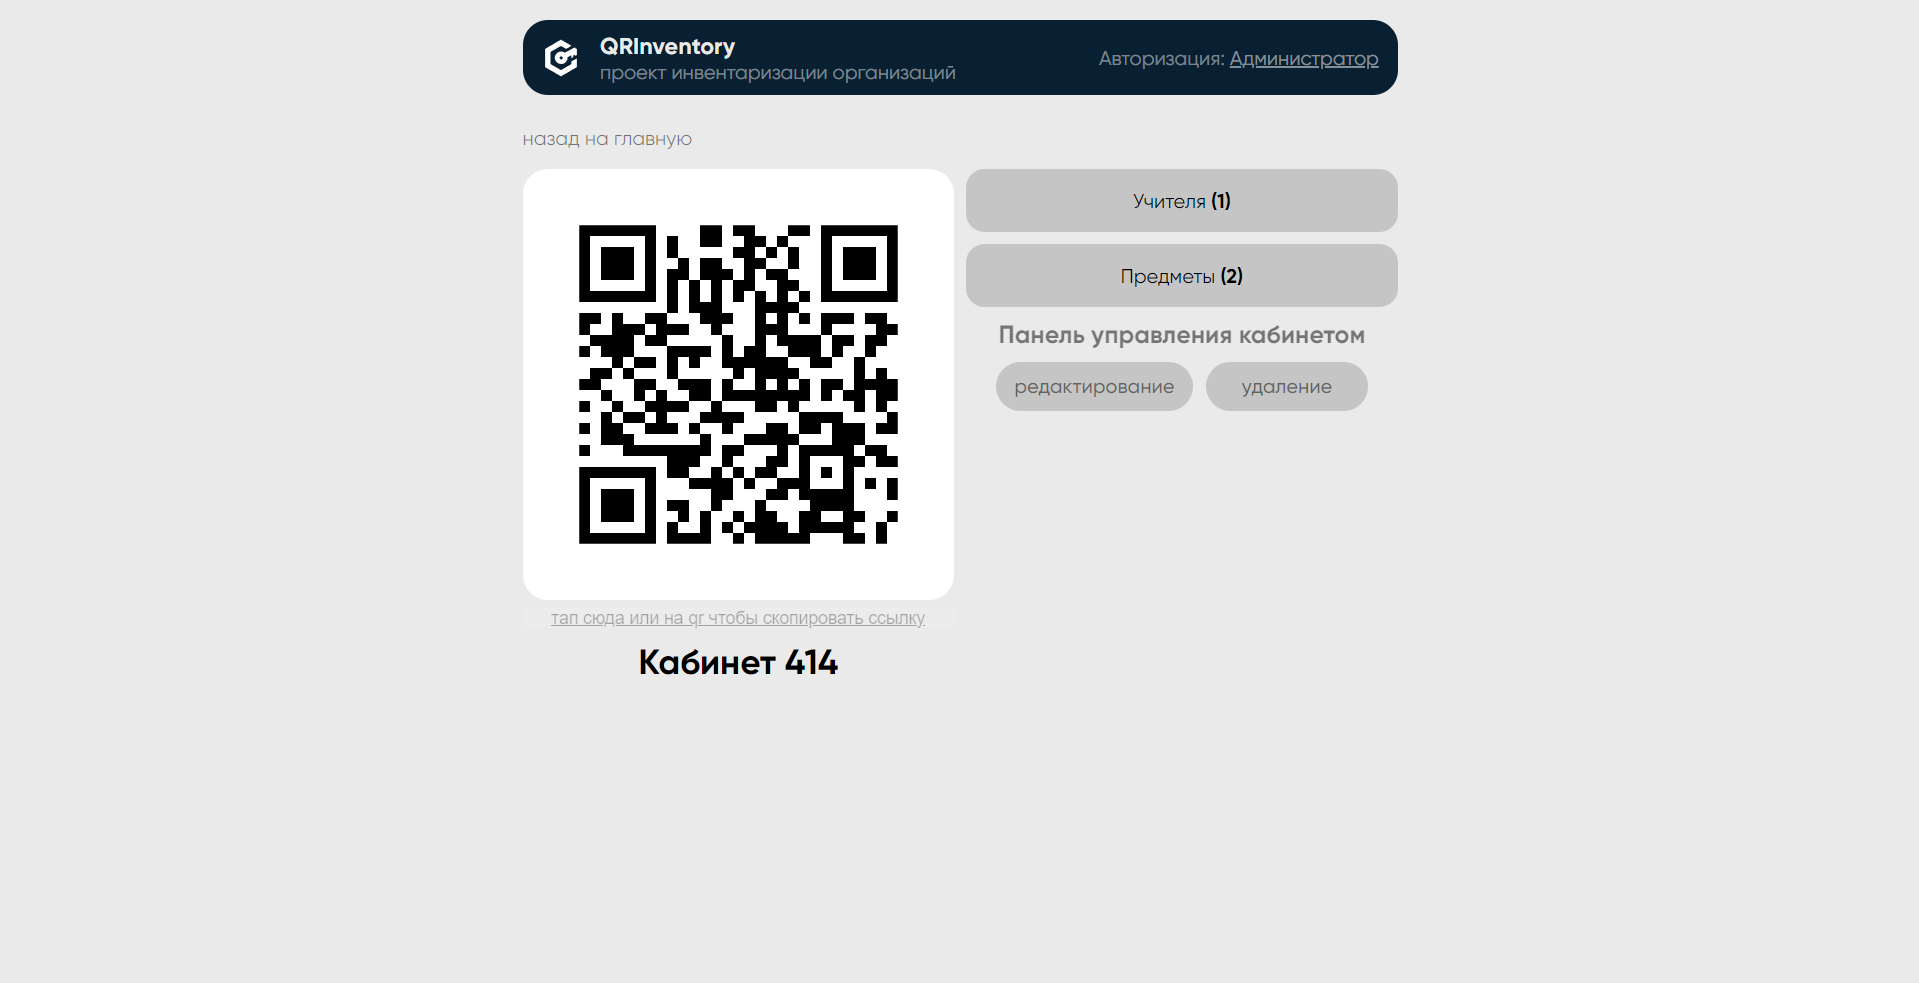 QRInventory
проект инвентаризации организаций
Авторизация: Администратор
назад на главную
тап сюда или на qr чтобы скопировать ссылку
Кабинет 414
Учителя (1)
Предметы (2)
Панель управления кабинетом
редактирование
удаление